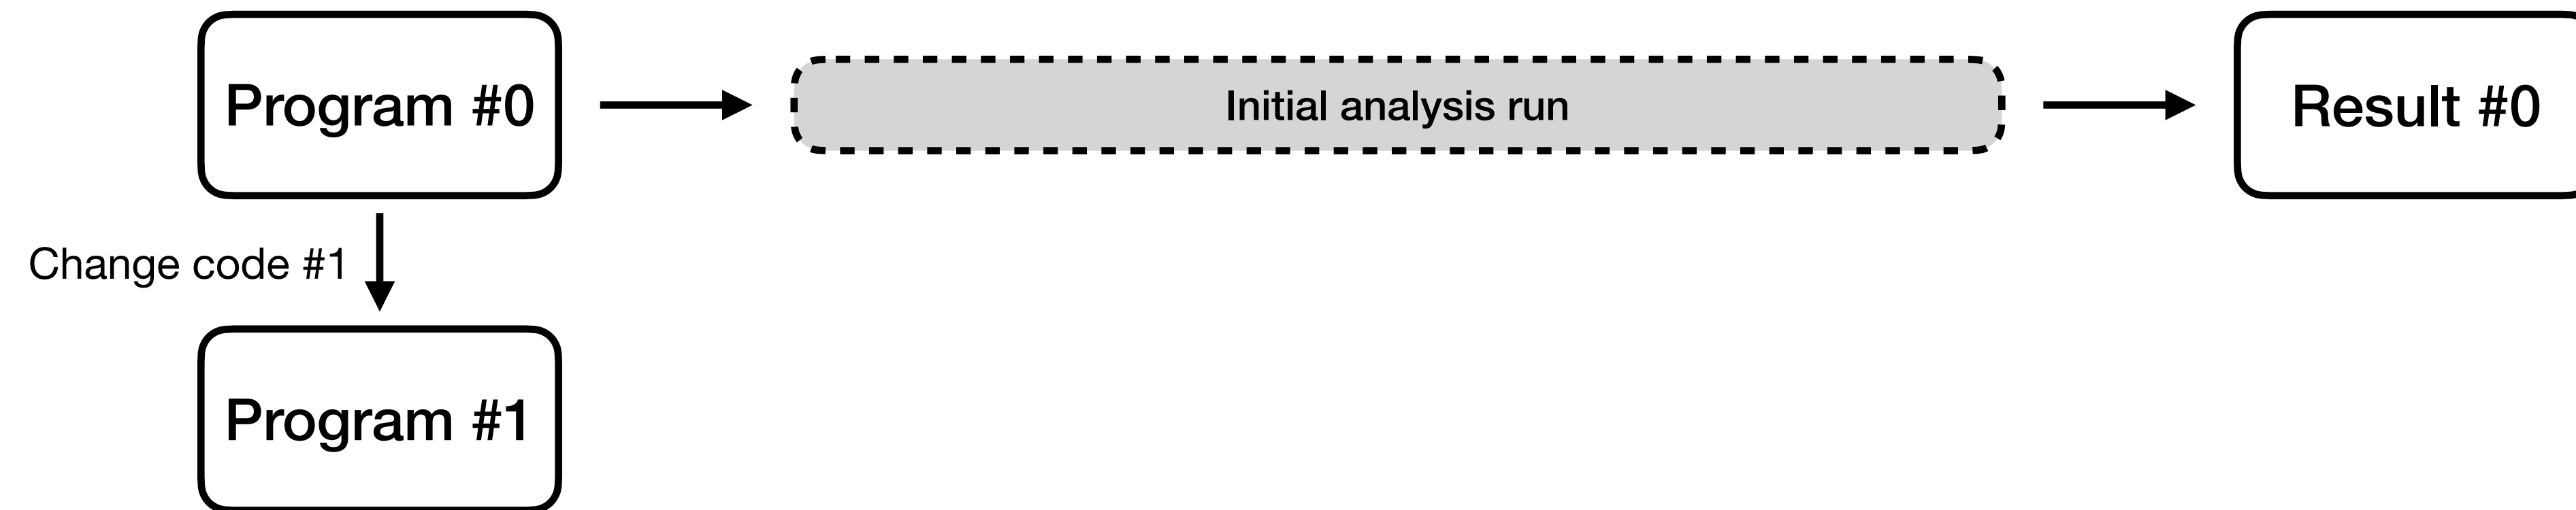 Program #0
Initial analysis run
Result #0
Change code #1
Program #1